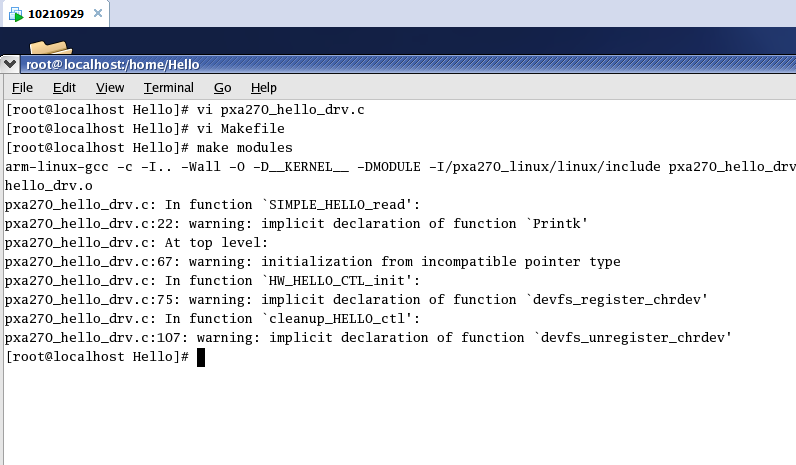 10210929
root@localhost:/home/Hello
File Edit View Terminal Go Help
[root@localhost Hello]# vi pxa270_hello_drv.c
[root@localhost Hello]# vi Makefile
[root@localhost Hello]# make modules
arm-linux-gcc -c -I.. -Wall -O -D__KERNEL__ -DMODULE -I/pxa270_linux/linux/include pxa270_hello_drv
hello_drv.o
pxa270_hello_drv.c: In function `SIMPLE_HELLO_read':
pxa270_hello_drv.c:22: warning: implicit declaration of function `Printk'
pxa270_hello_drv.c: At top level:
pxa270_hello_drv.c:67: warning: initialization from incompatible pointer type
pxa270_hello_drv.c: In function `HW_HELLO_CTL_init':
pxa270_hello_drv.c:75: warning: implicit declaration of function `devfs_register_chrdev'
pxa270_hello_drv.c: In function `cleanup_HELLO_ctl':
pxa270_hello_drv.c:107: warning: implicit declaration of function `devfs_unregister_chrdev'
[root@localhost Hello]#